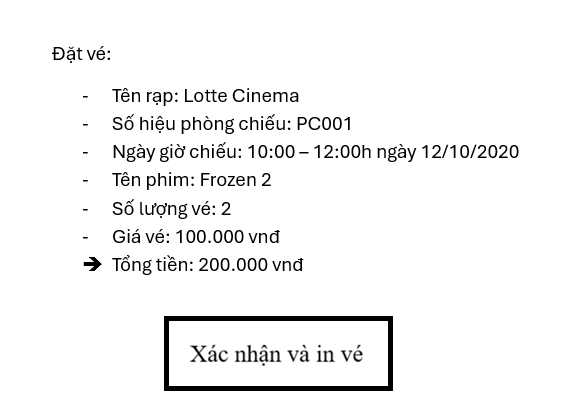 Đặt vé:
- Tên rạp: Lotte Cinema
- Số hiệu phòng chiếu: PC001
- Ngày giờ chiếu: 10:00 – 12:00h ngày 12/10/2020
- Tên phim: Frozen 2
- Số lượng vé: 2
- Giá vé: 100.000 vnđ
➔ Tổng tiền: 200.000 vnđ
Xác nhận và in vé